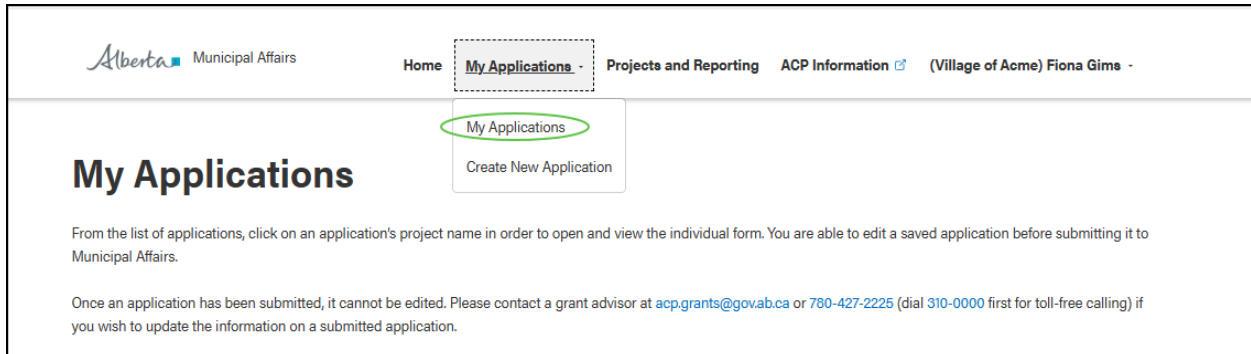 Alberta Municipal Affairs
Home My Applications - Projects and Reporting ACP Information (Village of Acme) Fiona Gims -
My Applications
Create New Application
My Applications
From the list of applications, click on an application's project name in order to open and view the individual form. You are able to edit a saved application before submitting it to
Municipal Affairs.
Once an application has been submitted, it cannot be edited. Please contact a grant advisor at acp.grants@gov.ab.ca or 780-427-2225 (dial 310-0000 first for toll-free calling) if
you wish to update the information on a submitted application.